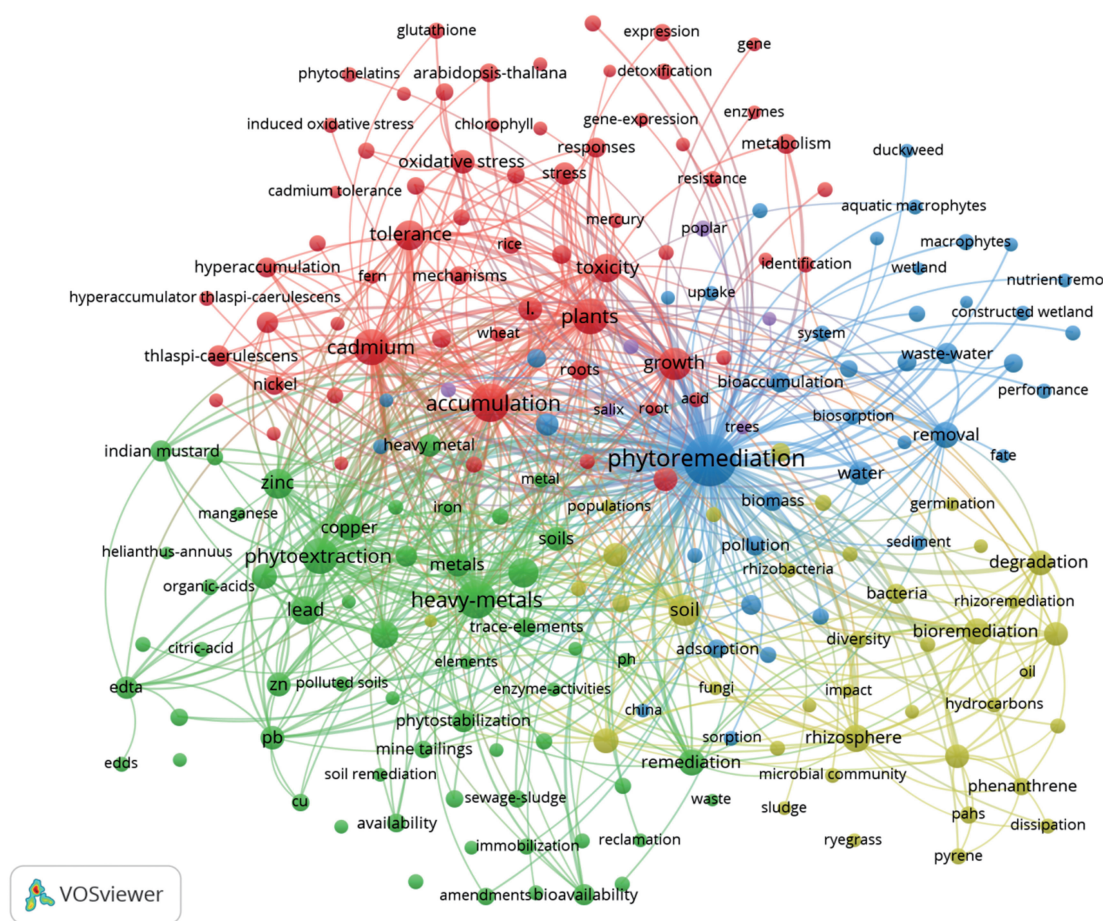 glutathione
expression
gene
phytochelatins
arabidopsis-thaliana
detoxification
induced oxidative stress
chlorophyll
gene-expression
enzymes
oxidative stress
responses
metabolism
duckweed
cadmium tolerance
stress
resistance
aquatic macrophytes
tolerance
rice
mercury
poplar
macrophytes
hyperaccumulation
fern
mechanisms
toxicity
identification
wetland
nutrient remo
hyperaccumulator thlaspi-caerulescens
l.
uptake
constructed wetland
plants
wheat
system
thlaspi-caerulescens
cadmium
growth
waste-water
nickel
roots
bioaccumulation
performance
accumulation
salix
root
acid
biosorption
trees
indian mustard
heavy metal
phytoremediation
removal
fate
zinc
metal
water
manganese
iron
populations
biomass
germination
copper
soils
pollution
sediment
helianthus-annuus
phytoextraction
metals
rhizobacteria
degradation
organic-acids
heavy-metals
bacteria
rhizoremediation
lead
soil
trace-elements
bioremediation
citric-acid
elements
ph
adsorption
diversity
oil
edta
zn
polluted soils
enzyme-activities
fungi
impact
hydrocarbons
china
phytostabilization
pb
mine tailings
sorption
rhizosphere
edds
soil remediation
remediation
microbial community
phenanthrene
cu
sewage-sludge
waste
sludge
pahs
availability
dissipation
immobilization
reclamation
ryegrass
pyrene
amendments
bioavailability
VOSviewer